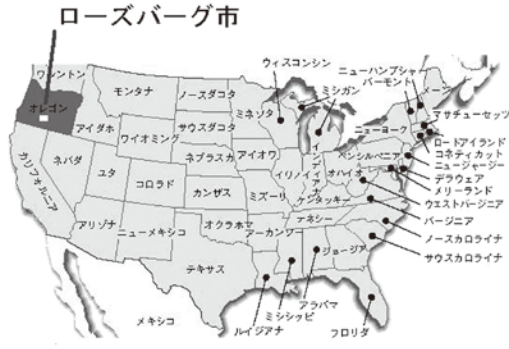 ローズバーグ市
ウィスコンシン
ニューハンプシャー
ミシガン
バーモント
メーン
ワシントン
モンタナ
ノースダコタ
ミネソタ
マサチューセッツ
オレゴン
アイダホ
サウスダコタ
ニューヨーク
ロードアイランド
ワイオミング
コネティカット
ネブラスカ
アイオワ
ペンシルベニア
ニュージャージー
ネバダ
ユタ
イリノイ
インディアナ
オハイオ
デラウェア
コロラド
カンザス
メリーランド
カリフォルニア
ミズーリ
ケンタッキー
ウエストバージニア
テネシー
バージニア
アリゾナ
ニューメキシコ
オクラホマ
アーカンソー
ノースカロライナ
ジョージア
サウスカロライナ
テキサス
アラバマ
メキシコ
ミシシッピ
ルイジアナ
フロリダ